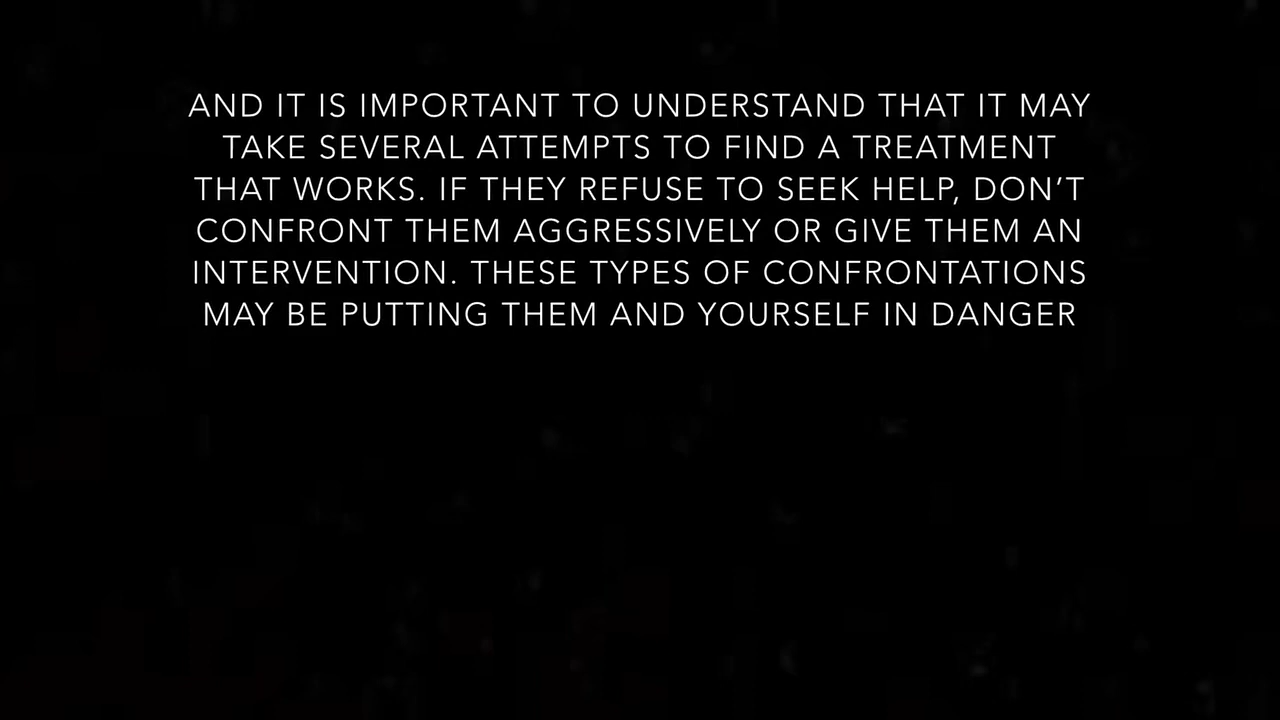 AND IT IS IMPORTANT TO UNDERSTAND THAT IT MAY
TAKE SEVERAL ATTEMPTS TO FIND A TREATMENT
THAT WORKS. IF THEY REFUSE TO SEEK HELP, DON’T
CONFRONT THEM AGGRESSIVELY OR GIVE THEM AN
INTERVENTION. THESE TYPES OF CONFRONTATIONS
MAY BE PUTTING THEM AND YOURSELF IN DANGER